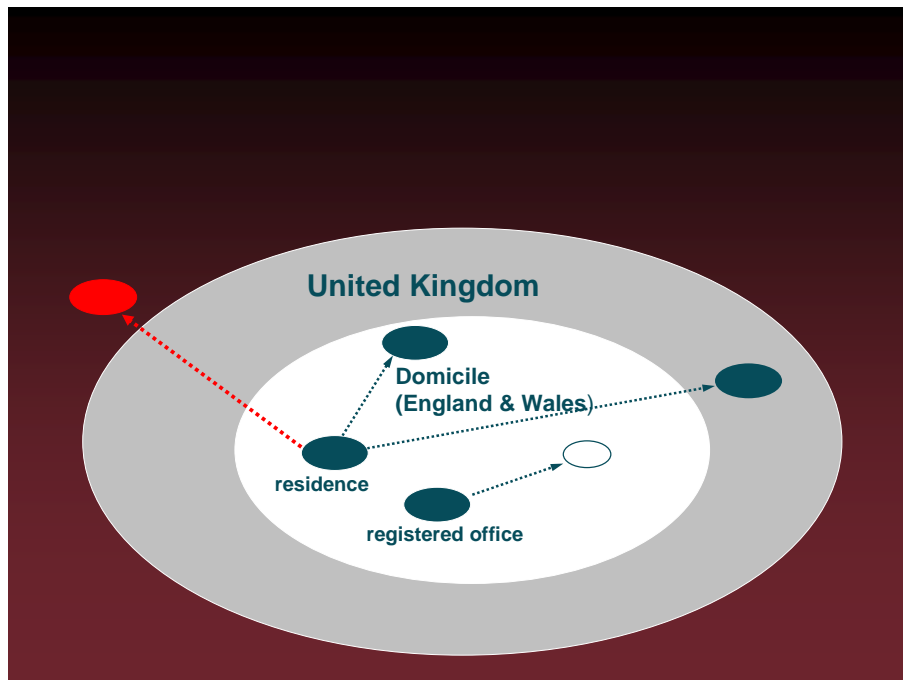 United Kingdom
Domicile
(England & Wales)
residence
registered office